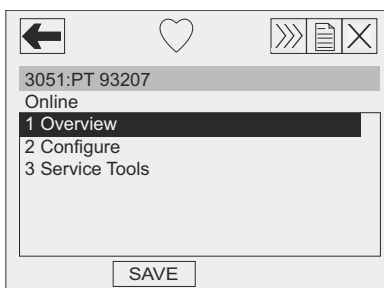 3051:PT 93207
Online
1 Overview
2 Configure
3 Service Tools
SAVE